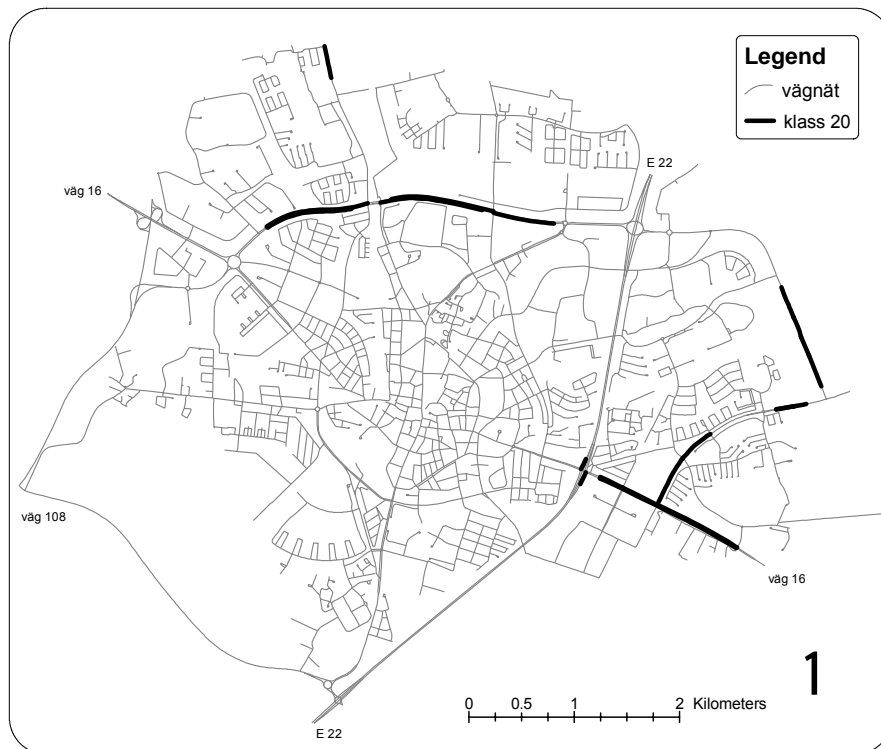 Legend
vägnät
klass 20
E 22
väg 16
väg 108
väg 16
1
0 0.5 1 2 Kilometers
E 22